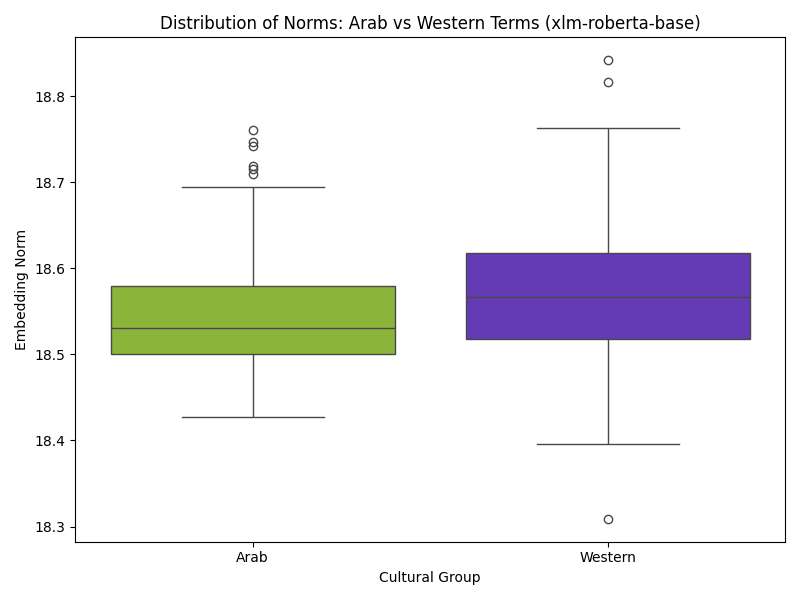 Distribution of Norms: Arab vs Western Terms (xlm-roberta-base)
18.8
18.7
18.6
18.5
18.4
18.3
Embedding Norm
Arab
Western
Cultural Group